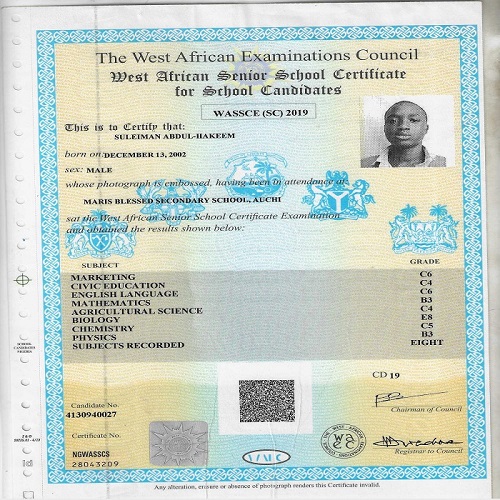 The West African Examinations Council
West African Senior School Certificate
for School Candidates
WASSCE (SC) 2019
This is to Certify that:
SULEIMAN ABDUL-HAKEEM
born on DECEMBER 13, 2002
sex: MALE
whose photograph is embossed, having been in attendance at
MARIS BLESSED SECONDARY SCHOOL, AUCHI
sat the West African Senior School Certificate Examination
and obtained the results shown below:
SUBJECT GRADE
MARKETING C6
CIVIC EDUCATION C4
ENGLISH LANGUAGE C6
MATHEMATICS B3
AGRICULTURAL SCIENCE C4
BIOLOGY E8
CHEMISTRY C5
PHYSICS B3
SUBJECTS RECORDED EIGHT
CD 19
Chairman of Council
Candidate No.
4130940027
Certificate No.
NGWASSCS
28043209
Registrar to Council
Any alteration, erasure or absence of photograph renders this Certificate invalid.